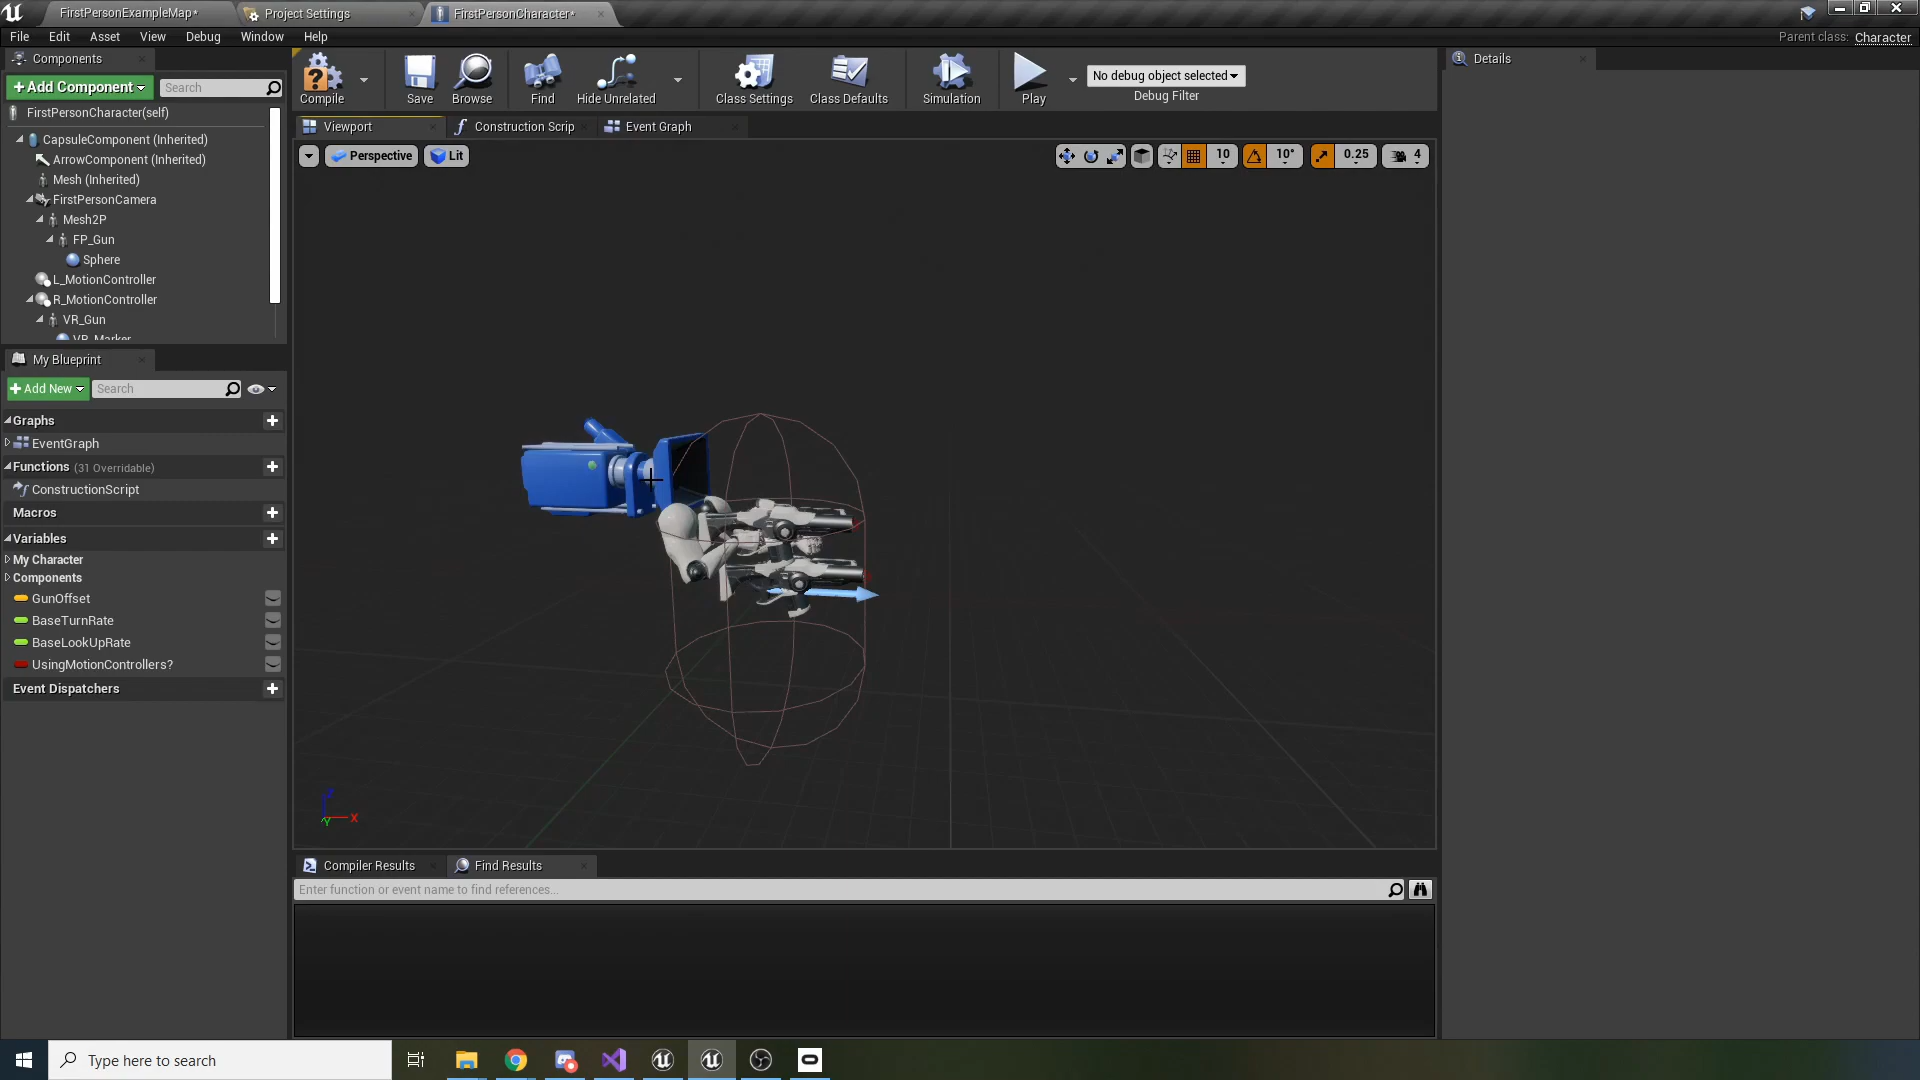 FirstPersonExampleMap*
Project Settings
FirstPersonCharacter*
File Edit Asset View Debug Window Help
Parent class: Character
Components
+Add Component
Search
FirstPersonCharacter(self)
CapsuleComponent (Inherited)
ArrowComponent (Inherited)
Mesh (Inherited)
FirstPersonCamera
Mesh2P
FP_Gun
Sphere
L_MotionController
R_MotionController
VR_Gun
VR_Marker
Compile
Save
Browse
Find
Hide Unrelated
Class Settings
Class Defaults
Simulation
Play
No debug object selected
Debug Filter
Details
Viewport
Construction Scrip
Event Graph
Perspective
Lit
10
10°
0.25
4
Z
X
Y
My Blueprint
+Add New
Search
Graphs
EventGraph
Functions (31 Overridable)
ConstructionScript
Macros
Variables
My Character
Components
GunOffset
BaseTurnRate
BaseLookUpRate
UsingMotionControllers?
Event Dispatchers
Compiler Results
Find Results
Enter function or event name to find references...
Type here to search